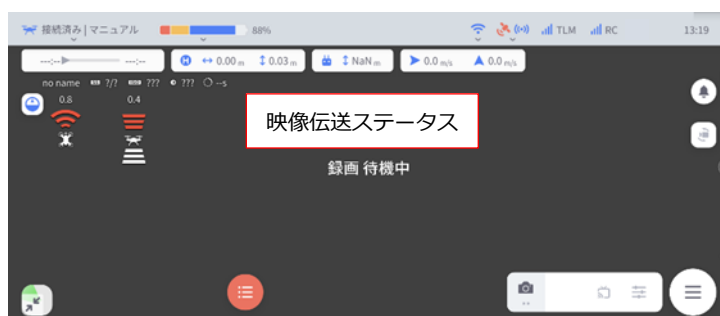 接続済み | マニュアル 88% TLM RC 13:19
--:-- --:-- H ↔ 0.00 m ↕ 0.03 m ↕ NaN m 0.0 m/s 0.0 m/s
no name ?/? ??? ??? --s
0.8 0.4
映像伝送ステータス
録画 待機中